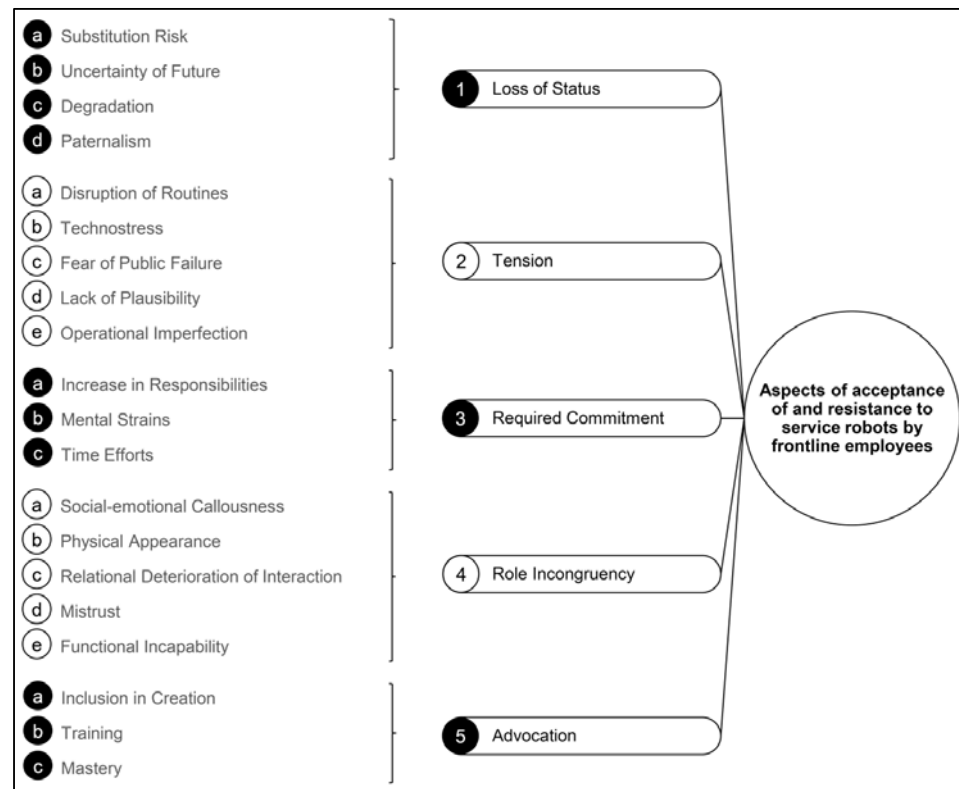 a Substitution Risk
b Uncertainty of Future
c Degradation
d Paternalism
1 Loss of Status
a Disruption of Routines
b Technostress
c Fear of Public Failure
d Lack of Plausibility
e Operational Imperfection
2 Tension
a Increase in Responsibilities
b Mental Strains
c Time Efforts
3 Required Commitment
a Social-emotional Callousness
b Physical Appearance
c Relational Deterioration of Interaction
d Mistrust
e Functional Incapability
4 Role Incongruency
a Inclusion in Creation
b Training
c Mastery
5 Advocation
Aspects of acceptance
of and resistance to
service robots by
frontline employees